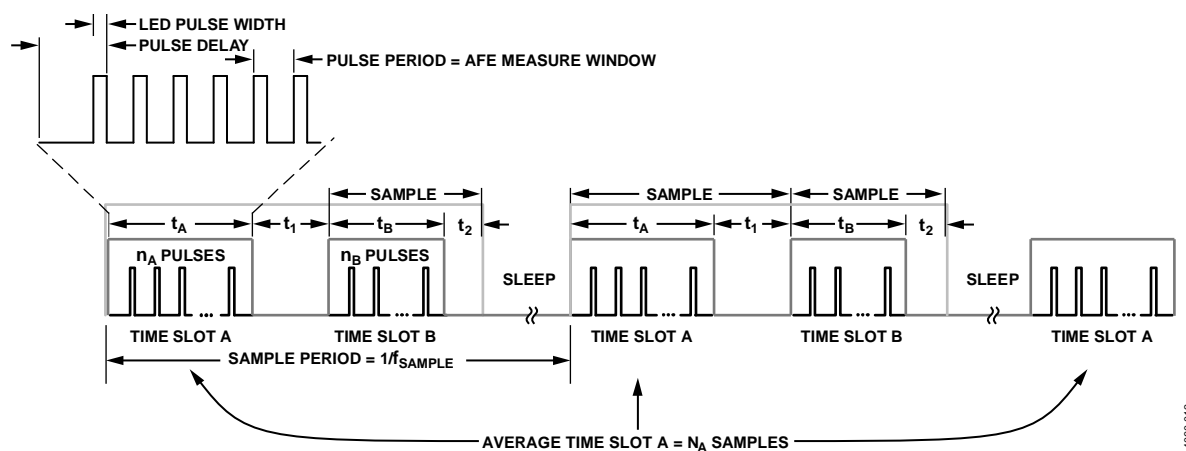 LED PULSE WIDTH
PULSE DELAY
PULSE PERIOD = AFE MEASURE WINDOW
SAMPLE SAMPLE SAMPLE
tA t1 tB t2 tA t1 tB t2
nA PULSES nB PULSES
... ... SLEEP ... ... SLEEP ...
TIME SLOT A TIME SLOT B TIME SLOT A TIME SLOT B TIME SLOT A
SAMPLE PERIOD = 1/fSAMPLE
AVERAGE TIME SLOT A = NA SAMPLES